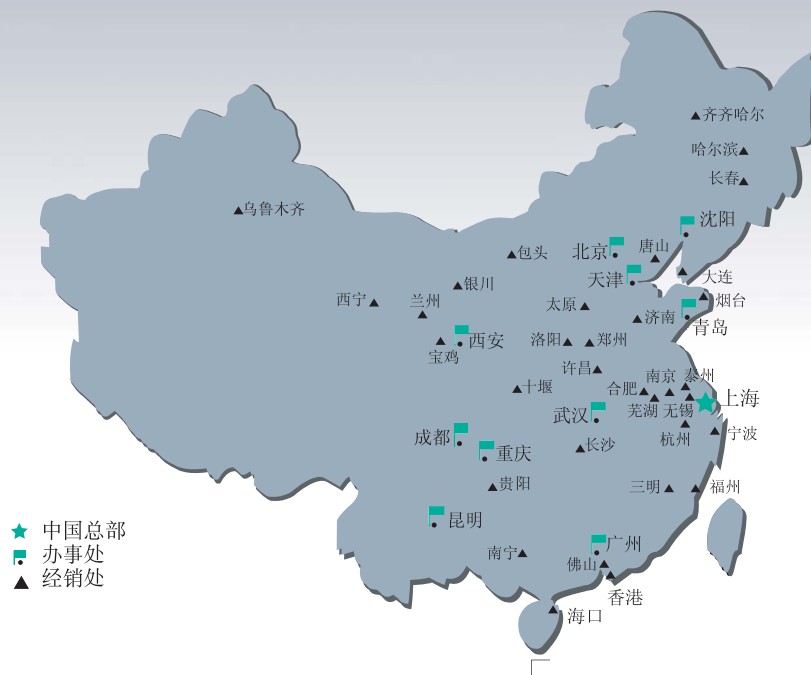 齐齐哈尔
哈尔滨
长春
乌鲁木齐
沈阳
包头
北京
唐山
天津
大连
银川
西宁
兰州
太原
烟台
济南
青岛
西安
宝鸡
洛阳
郑州
许昌
十堰
合肥
南京
泰州
上海
武汉
芜湖
无锡
杭州
宁波
成都
重庆
长沙
贵阳
三明
福州
昆明
南宁
广州
佛山
香港
海口
中国总部
办事处
经销处